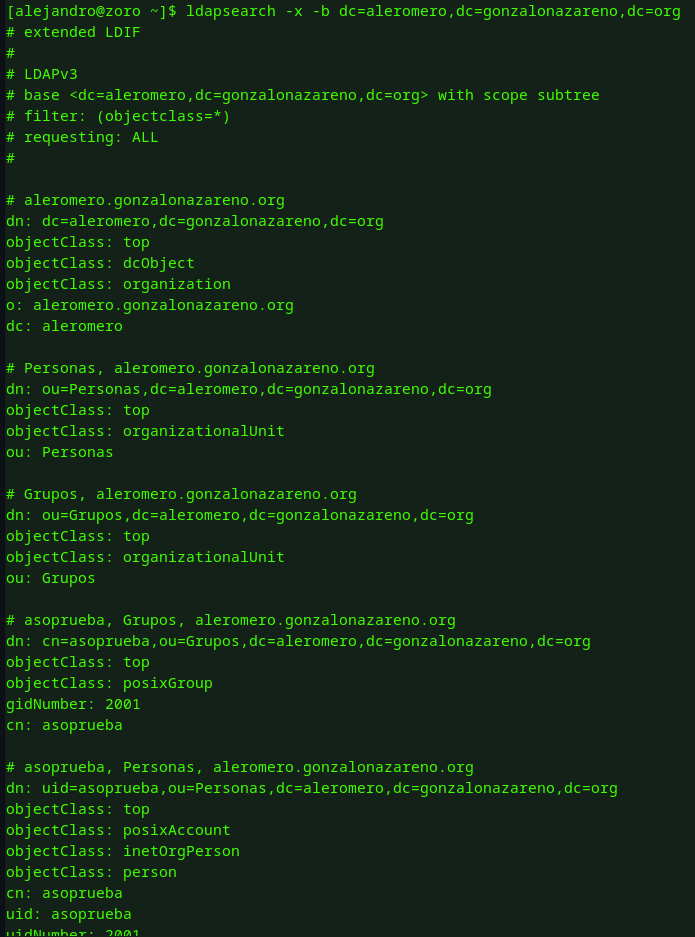 [alejandro@zoro ~]$ ldapsearch -x -b dc=aleromero,dc=gonzalonazareno,dc=org
# extended LDIF
#
# LDAPv3
# base <dc=aleromero,dc=gonzalonazareno,dc=org> with scope subtree
# filter: (objectclass=*)
# requesting: ALL
#
# aleromero.gonzalonazareno.org
dn: dc=aleromero,dc=gonzalonazareno,dc=org
objectClass: top
objectClass: dcObject
objectClass: organization
o: aleromero.gonzalonazareno.org
dc: aleromero
# Personas, aleromero.gonzalonazareno.org
dn: ou=Personas,dc=aleromero,dc=gonzalonazareno,dc=org
objectClass: top
objectClass: organizationalUnit
ou: Personas
# Grupos, aleromero.gonzalonazareno.org
dn: ou=Grupos,dc=aleromero,dc=gonzalonazareno,dc=org
objectClass: top
objectClass: organizationalUnit
ou: Grupos
# asoprueba, Grupos, aleromero.gonzalonazareno.org
dn: cn=asoprueba,ou=Grupos,dc=aleromero,dc=gonzalonazareno,dc=org
objectClass: top
objectClass: posixGroup
gidNumber: 2001
cn: asoprueba
# asoprueba, Personas, aleromero.gonzalonazareno.org
dn: uid=asoprueba,ou=Personas,dc=aleromero,dc=gonzalonazareno,dc=org
objectClass: top
objectClass: posixAccount
objectClass: inetOrgPerson
objectClass: person
cn: asoprueba
uid: asoprueba
uidNumber: 2001